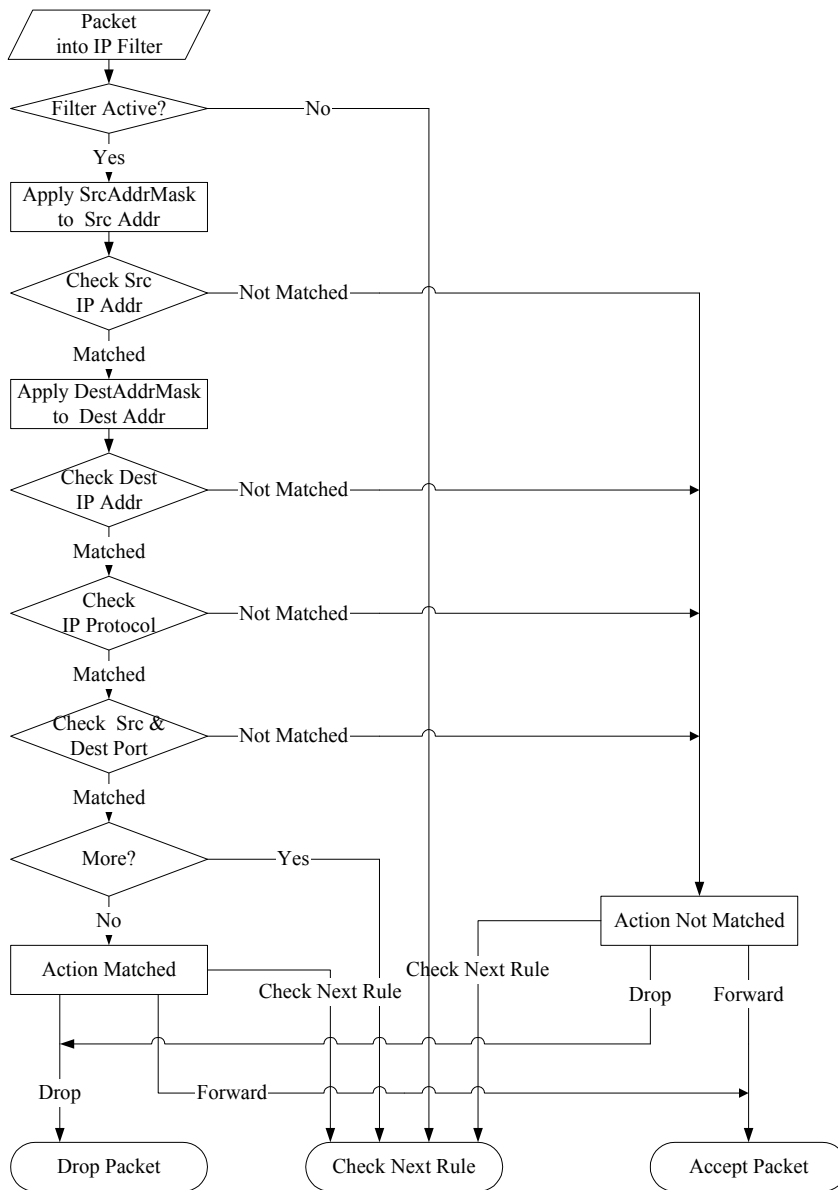 Packet
into IP Filter
Filter Active?
No
Yes
Apply SrcAddrMask
to Src Addr
Check Src
IP Addr
Not Matched
Matched
Apply DestAddrMask
to Dest Addr
Check Dest
IP Addr
Not Matched
Matched
Check
IP Protocol
Not Matched
Matched
Check Src &
Dest Port
Not Matched
Matched
More?
Yes
No
Action Not Matched
Action Matched
Check Next Rule
Check Next Rule
Drop
Forward
Drop
Forward
Drop Packet
Check Next Rule
Accept Packet